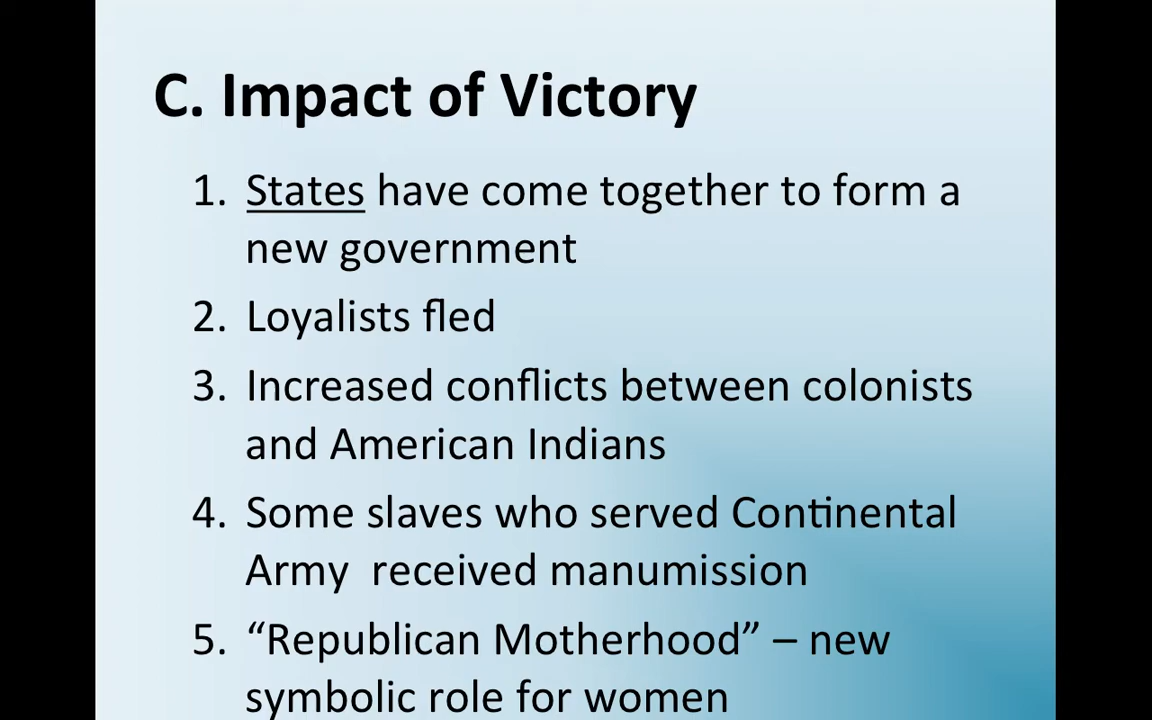 C. Impact of Victory
1. States have come together to form a
new government
2. Loyalists fled
3. Increased conflicts between colonists
and American Indians
4. Some slaves who served Continental
Army  received manumission
5. “Republican Motherhood” – new
symbolic role for women